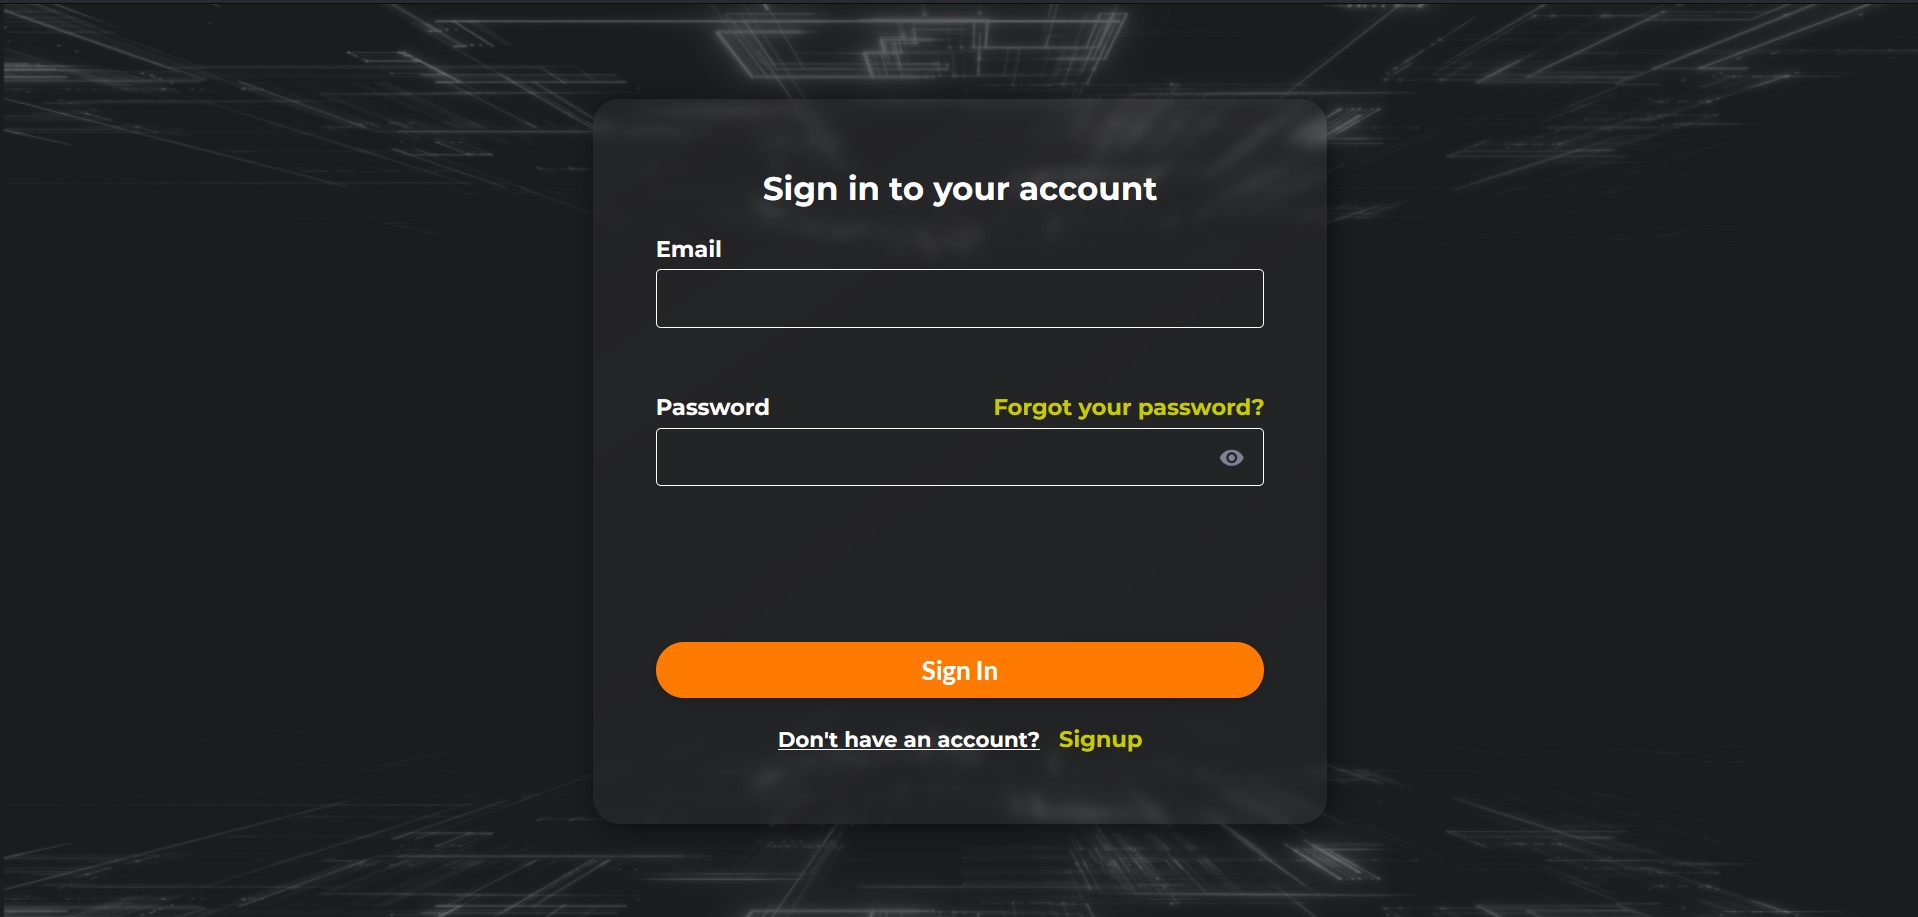 Sign in to your account
Email
Password Forgot your password?
Sign In
Don't have an account? Signup